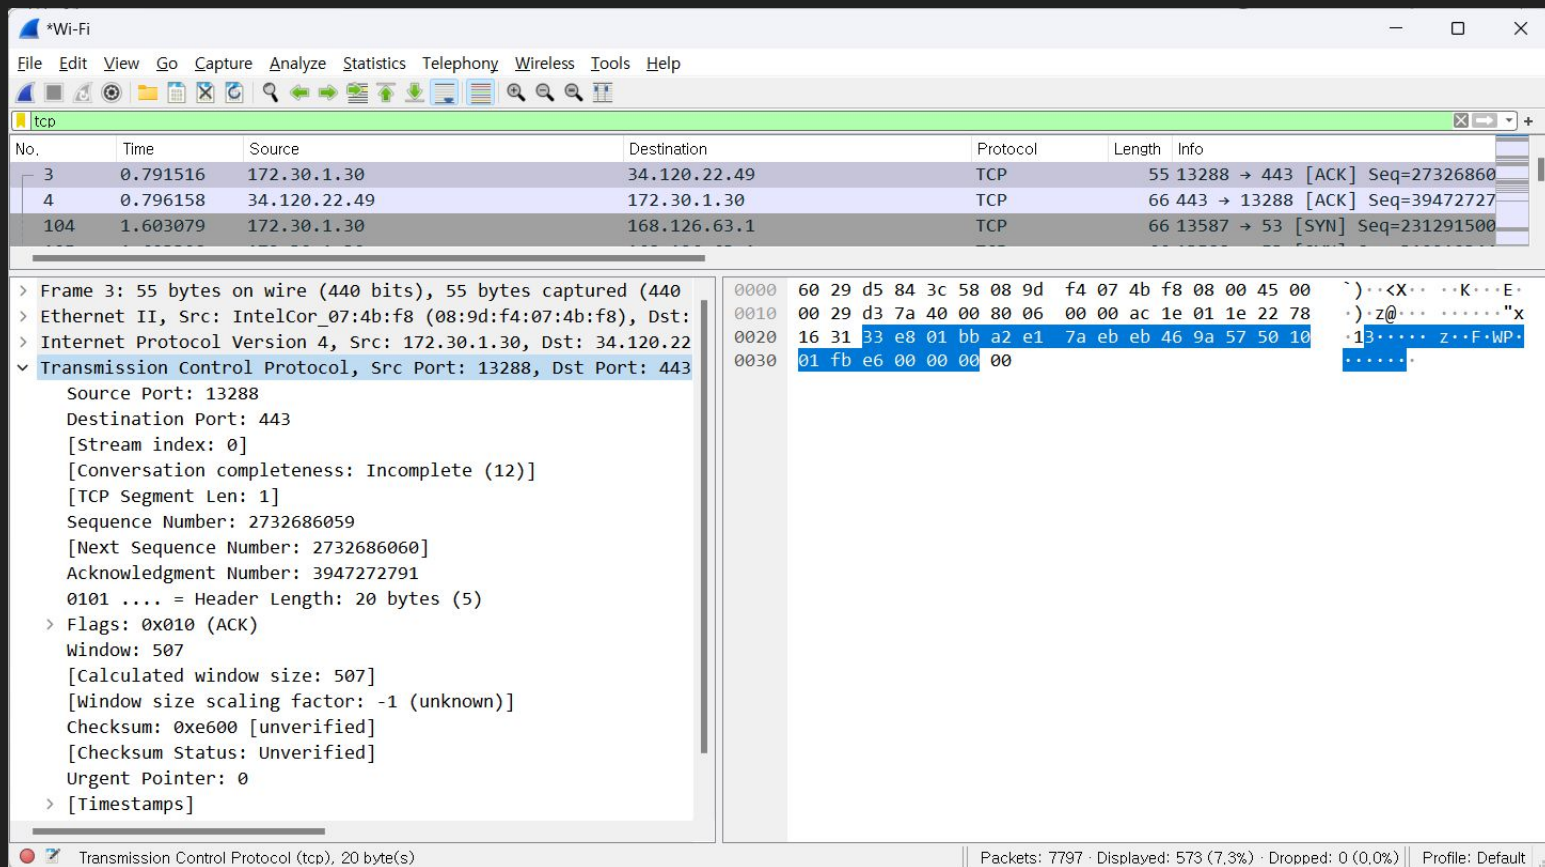 *Wi-Fi
File Edit View Go Capture Analyze Statistics Telephony Wireless Tools Help
tcp
No. Time Source Destination Protocol Length Info
3 0.791516 172.30.1.30 34.120.22.49 TCP 55 13288 → 443 [ACK] Seq=27326860
4 0.796158 34.120.22.49 172.30.1.30 TCP 66 443 → 13288 [ACK] Seq=39472727
104 1.603079 172.30.1.30 168.126.63.1 TCP 66 13587 → 53 [SYN] Seq=231291500
Frame 3: 55 bytes on wire (440 bits), 55 bytes captured (440
Ethernet II, Src: IntelCor_07:4b:f8 (08:9d:f4:07:4b:f8), Dst:
Internet Protocol Version 4, Src: 172.30.1.30, Dst: 34.120.22
Transmission Control Protocol, Src Port: 13288, Dst Port: 443
Source Port: 13288
Destination Port: 443
[Stream index: 0]
[Conversation completeness: Incomplete (12)]
[TCP Segment Len: 1]
Sequence Number: 2732686059
[Next Sequence Number: 2732686060]
Acknowledgment Number: 3947272791
0101 .... = Header Length: 20 bytes (5)
Flags: 0x010 (ACK)
Window: 507
[Calculated window size: 507]
[Window size scaling factor: -1 (unknown)]
Checksum: 0xe600 [unverified]
[Checksum Status: Unverified]
Urgent Pointer: 0
[Timestamps]
0000 60 29 d5 84 3c 58 08 9d f4 07 4b f8 08 00 45 00 `)··<X·· ··K···E·
0010 00 29 d3 7a 40 00 80 06 00 00 ac 1e 01 1e 22 78 ·)·z@··· ······"x
0020 16 31 33 e8 01 bb a2 e1 7a eb eb 46 9a 57 50 10 ·13····· z··F·WP·
0030 01 fb e6 00 00 00 00 ·······
Transmission Control Protocol (tcp), 20 byte(s)
Packets: 7797 · Displayed: 573 (7.3%) · Dropped: 0 (0.0%)
Profile: Default